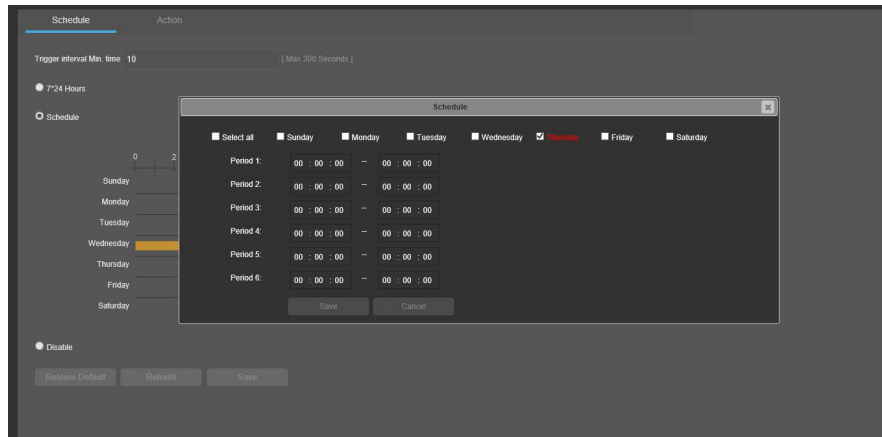 Schedule Action
Trigger interval Min. time 10 ( Max 300 Seconds )
7*24 Hours
Schedule
Schedule
Select all Sunday Monday Tuesday Wednesday Thursday Friday Saturday
0 2
Period 1: 00 : 00 : 00 – 00 : 00 : 00
Sunday
Period 2: 00 : 00 : 00 – 00 : 00 : 00
Monday
Period 3: 00 : 00 : 00 – 00 : 00 : 00
Tuesday
Period 4: 00 : 00 : 00 – 00 : 00 : 00
Wednesday
Period 5: 00 : 00 : 00 – 00 : 00 : 00
Thursday
Period 6: 00 : 00 : 00 – 00 : 00 : 00
Friday
Saturday
Save Cancel
Disable
Restore Default Refresh Save